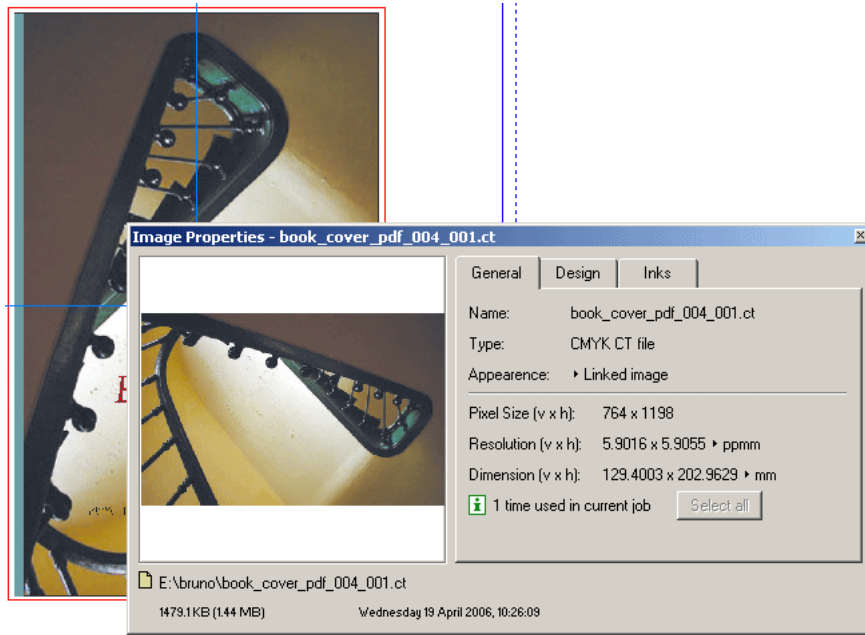 Image Properties - book_cover_pdf_004_001.ct
General Design Inks
Name: book_cover_pdf_004_001.ct
Type: CMYK CT file
Appearence: Linked image
Pixel Size (v x h): 764 x 1198
Resolution (v x h): 5.9016 x 5.9055 ppmm
Dimension (v x h): 129.4003 x 202.9629 mm
1 time used in current job Select all
E:\bruno\book_cover_pdf_004_001.ct
1479.1 KB (1.44 MB) Wednesday 19 April 2006, 10:26:09